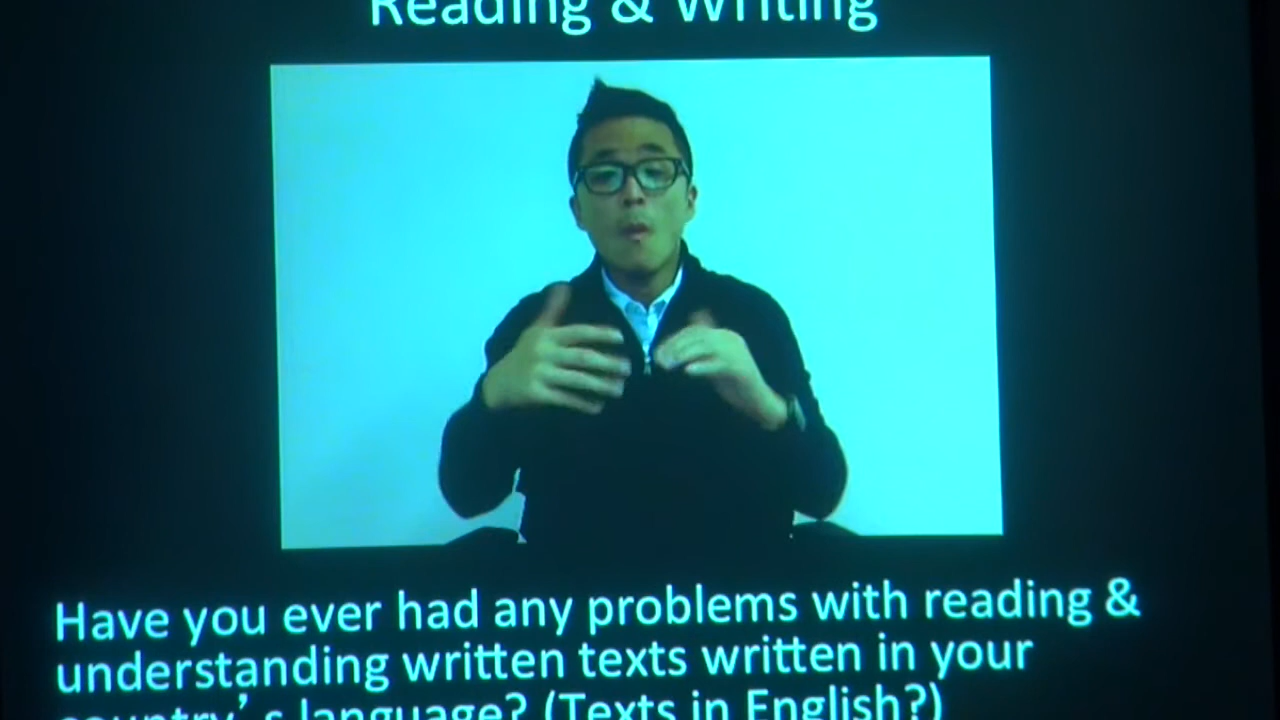 Reading & Writing
Have you ever had any problems with reading &
understanding written texts written in your
country’s language? (Texts in English?)